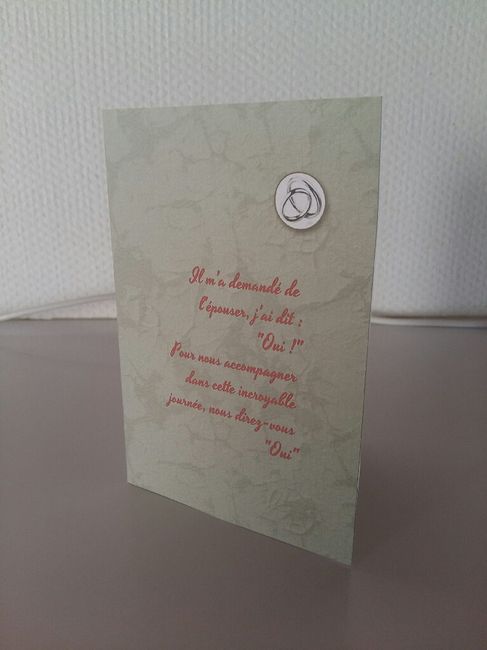 Il m'a demandé de
l'épouser, j'ai dit :
"Oui !"
Pour nous accompagner
dans cette incroyable
journée, nous direz-vous
"Oui"